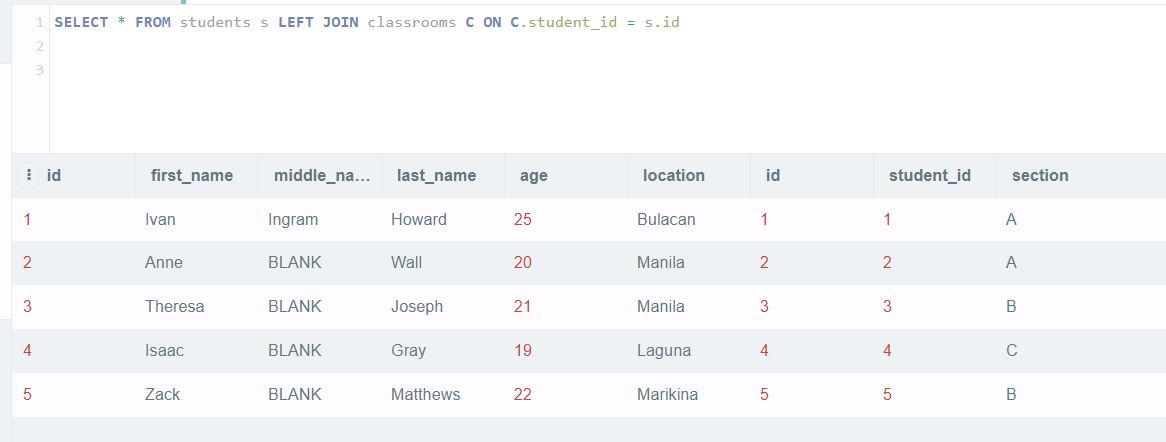 1 SELECT * FROM students s LEFT JOIN classrooms C ON C.student_id = s.id
2
3
⋮ id first_name middle_na... last_name age location id student_id section
1 Ivan Ingram Howard 25 Bulacan 1 1 A
2 Anne BLANK Wall 20 Manila 2 2 A
3 Theresa BLANK Joseph 21 Manila 3 3 B
4 Isaac BLANK Gray 19 Laguna 4 4 C
5 Zack BLANK Matthews 22 Marikina 5 5 B